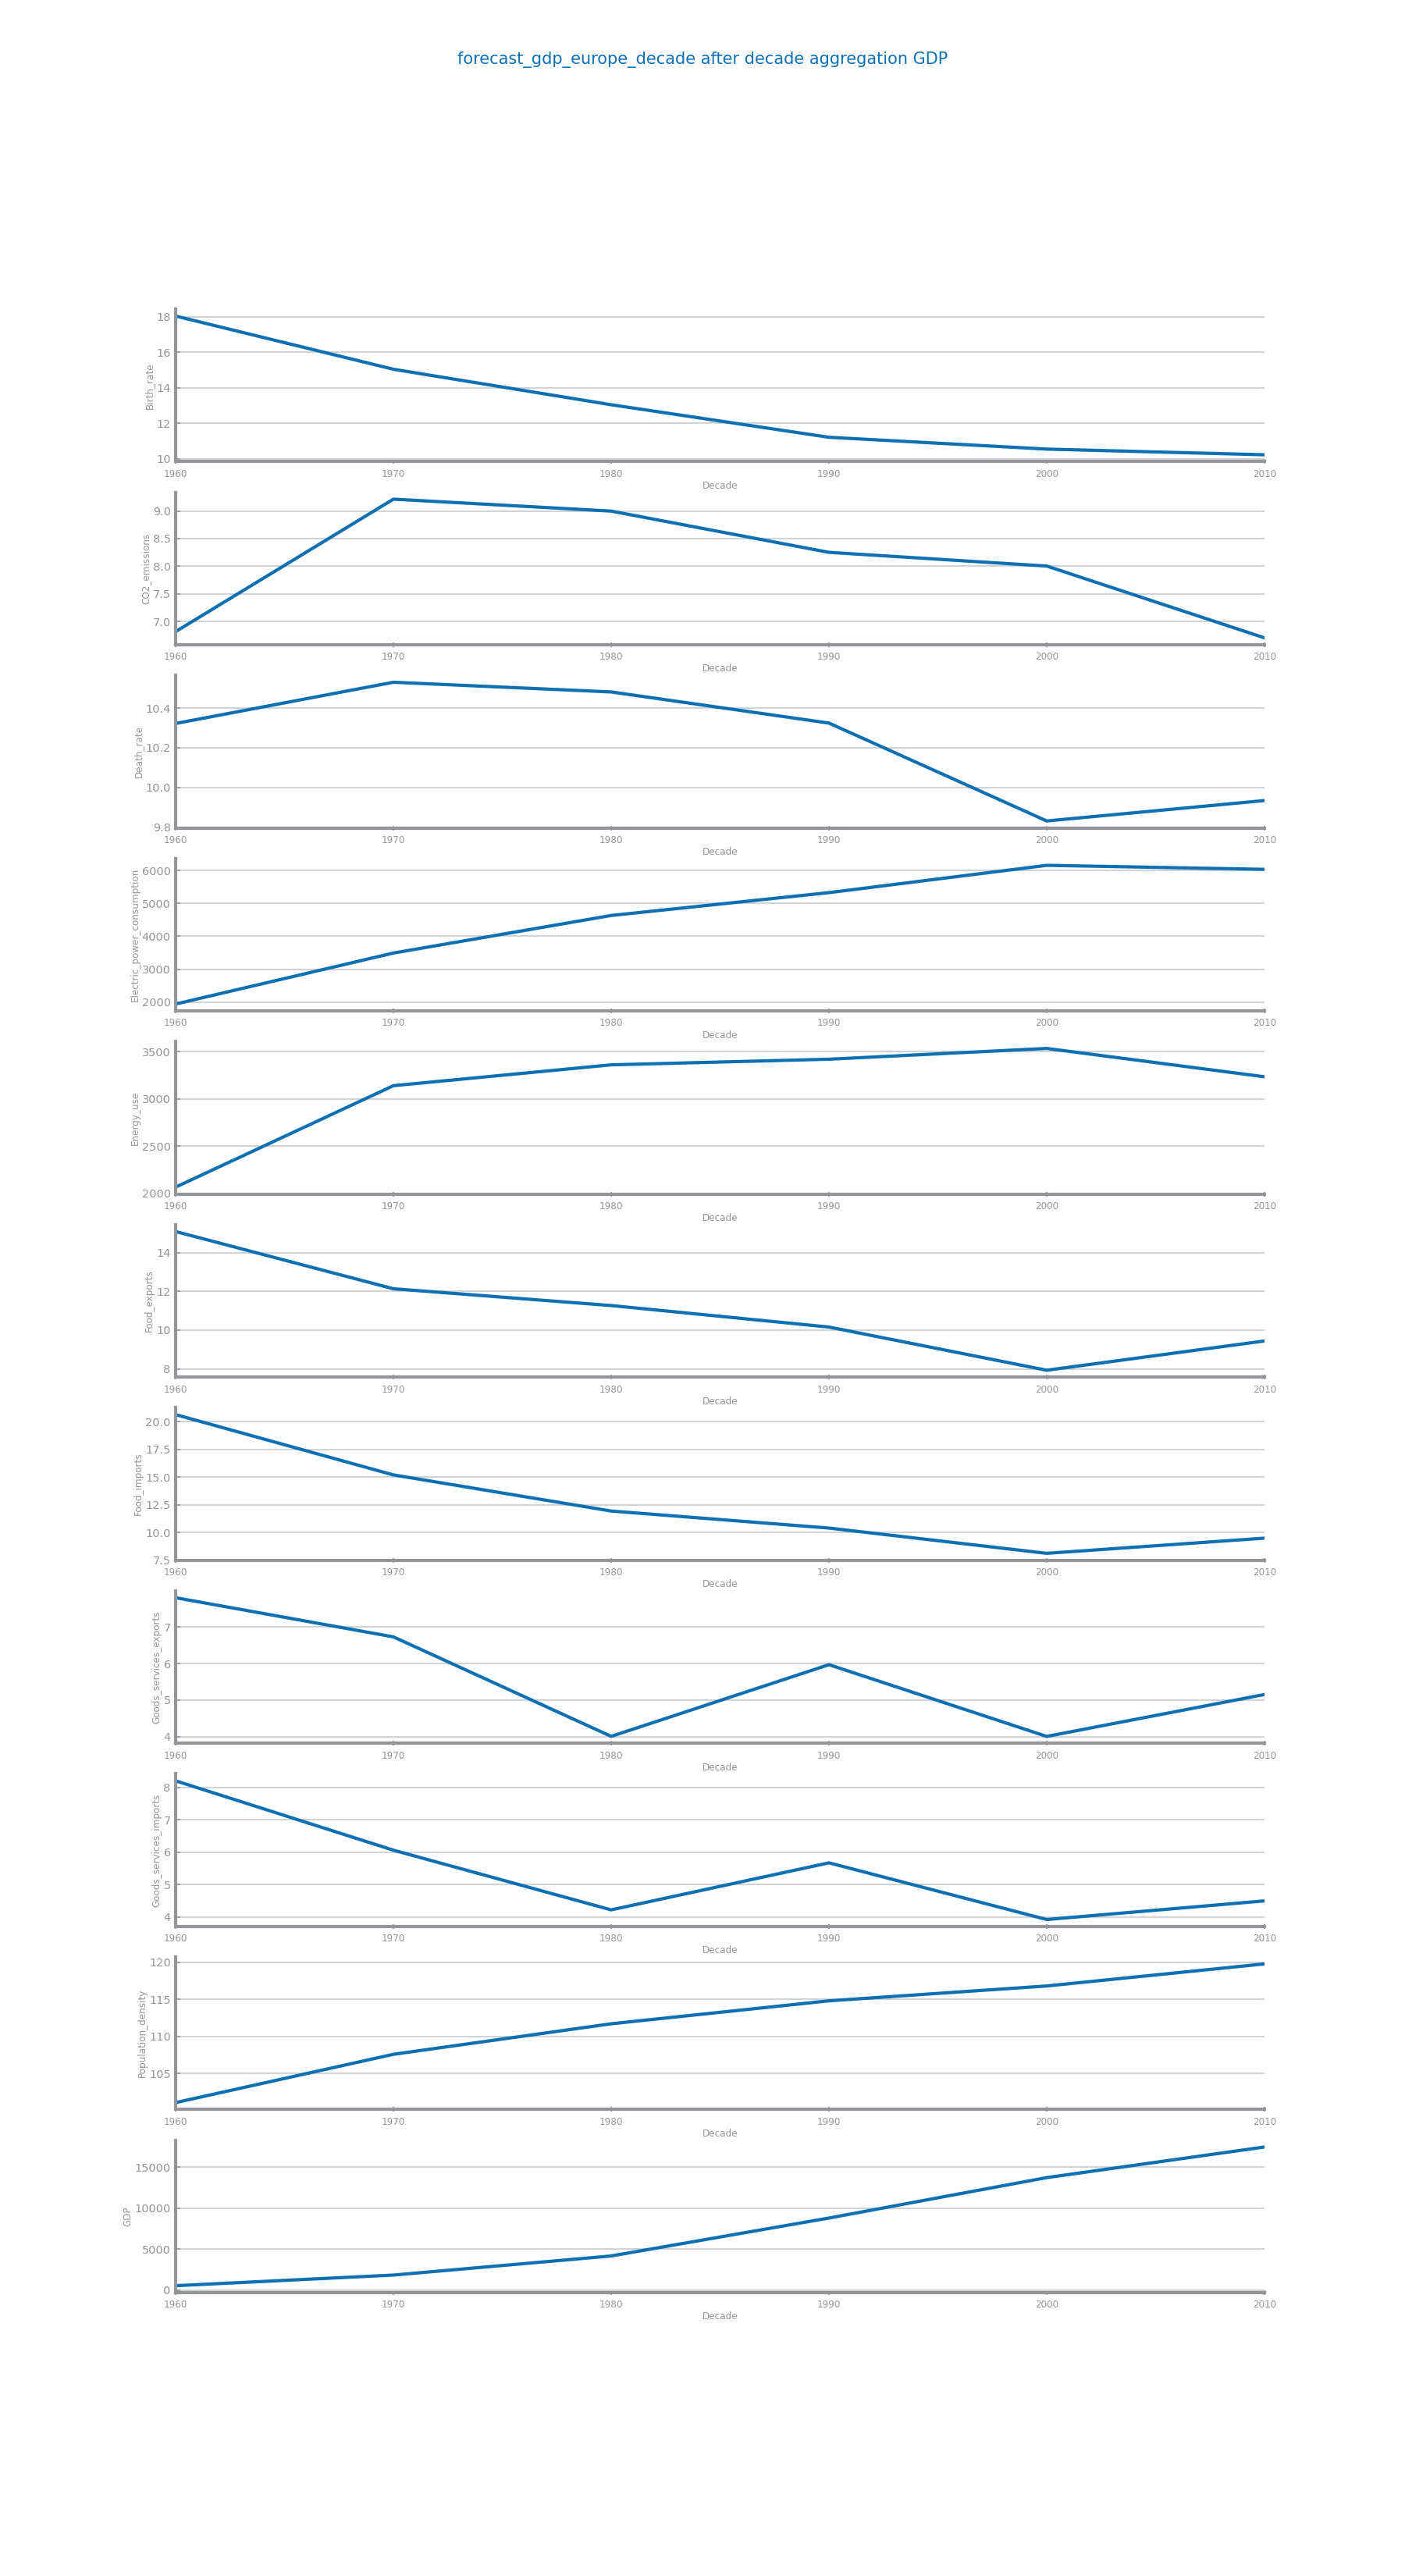 forecast_gdp_europe_decade after decade aggregation GDP
Birth_rate
18
16
14
12
10
1960 1970 1980 1990 2000 2010
Decade
CO2_emissions
9.0
8.5
8.0
7.5
7.0
1960 1970 1980 1990 2000 2010
Decade
Death_rate
10.4
10.2
10.0
9.8
1960 1970 1980 1990 2000 2010
Decade
Electric_power_consumption
6000
5000
4000
3000
2000
1960 1970 1980 1990 2000 2010
Decade
Energy_use
3500
3000
2500
2000
1960 1970 1980 1990 2000 2010
Decade
Food_exports
14
12
10
8
1960 1970 1980 1990 2000 2010
Decade
Food_imports
20.0
17.5
15.0
12.5
10.0
7.5
1960 1970 1980 1990 2000 2010
Decade
Goods_services_exports
7
6
5
4
1960 1970 1980 1990 2000 2010
Decade
Goods_services_imports
8
7
6
5
4
1960 1970 1980 1990 2000 2010
Decade
Population_density
120
115
110
105
1960 1970 1980 1990 2000 2010
Decade
GDP
15000
10000
5000
0
1960 1970 1980 1990 2000 2010
Decade